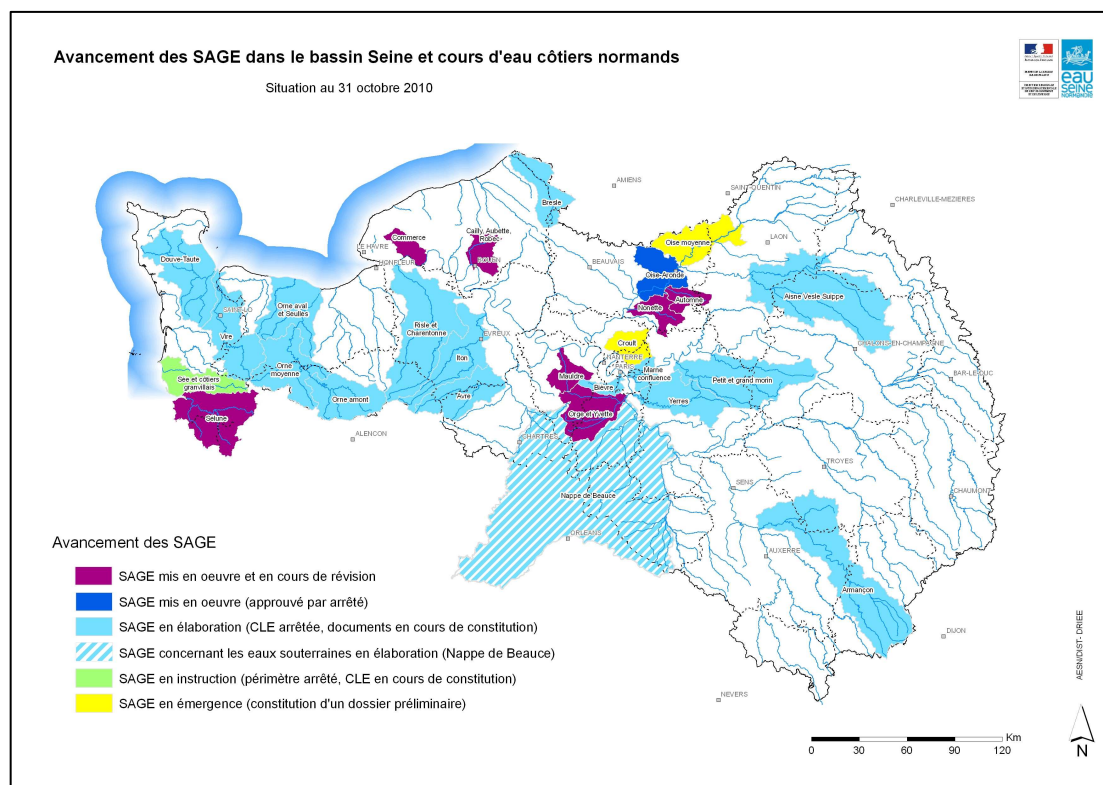 Avancement des SAGE dans le bassin Seine et cours d'eau côtiers normands
Situation au 31 octobre 2010
eau
SEINE
NORMANDIE
AMIENS
SAINT-QUENTIN
CHARLEVILLE-MEZIERES
Bresle
Commerce
Cailly, Aubette,
Robec
Oise moyenne
LAON
LE HAVRE
Douve-Taute
ROUEN
HONFLEUR
BEAUVAIS
Oise-Aronde
Aisne Vesle Suippe
Automne
Nonette
Orne aval
et Seulles
SAINT-LO
Risle et
Charentonne
EVREUX
Vire
Croult
CHALONS-EN-CHAMPAGNE
Iton
NANTERRE
PARIS
Orne
moyenne
Mauldre
Marne
confluence
BAR-LE-DUC
Sée et côtiers
granvillais
Bièvre
Petit et grand morin
Orne amont
Avre
Yerres
Sélune
Orge et Yvette
ALENCON
CHARTRES
TROYES
SENS
Nappe de Beauce
CHAUMONT
ORLEANS
AUXERRE
Armançon
DIJON
NEVERS
Avancement des SAGE
SAGE mis en oeuvre et en cours de révision
SAGE mis en oeuvre (approuvé par arrêté)
SAGE en élaboration (CLE arrêtée, documents en cours de constitution)
SAGE concernant les eaux souterraines en élaboration (Nappe de Beauce)
SAGE en instruction (périmètre arrêté, CLE en cours de constitution)
SAGE en émergence (constitution d'un dossier préliminaire)
AESN/DIST- DRIEE
Km
0 30 60 90 120
N